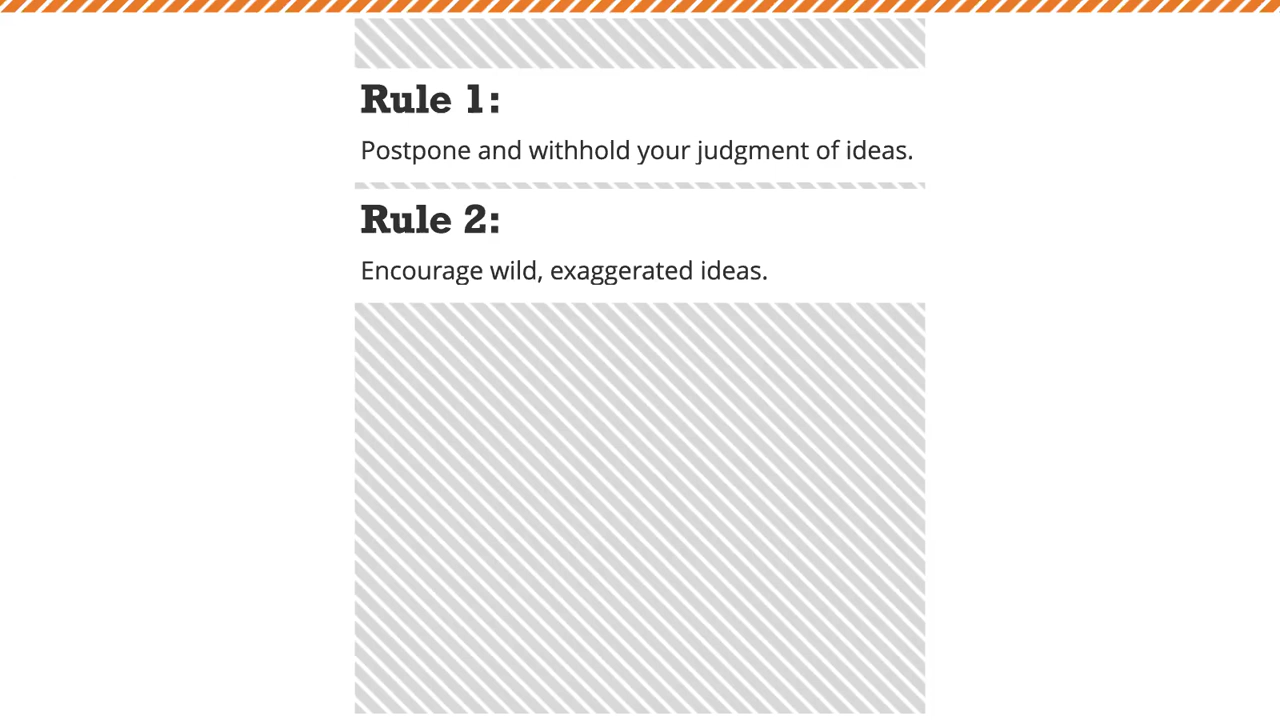 Rule 1:
Postpone and withhold your judgment of ideas.
Rule 2:
Encourage wild, exaggerated ideas.